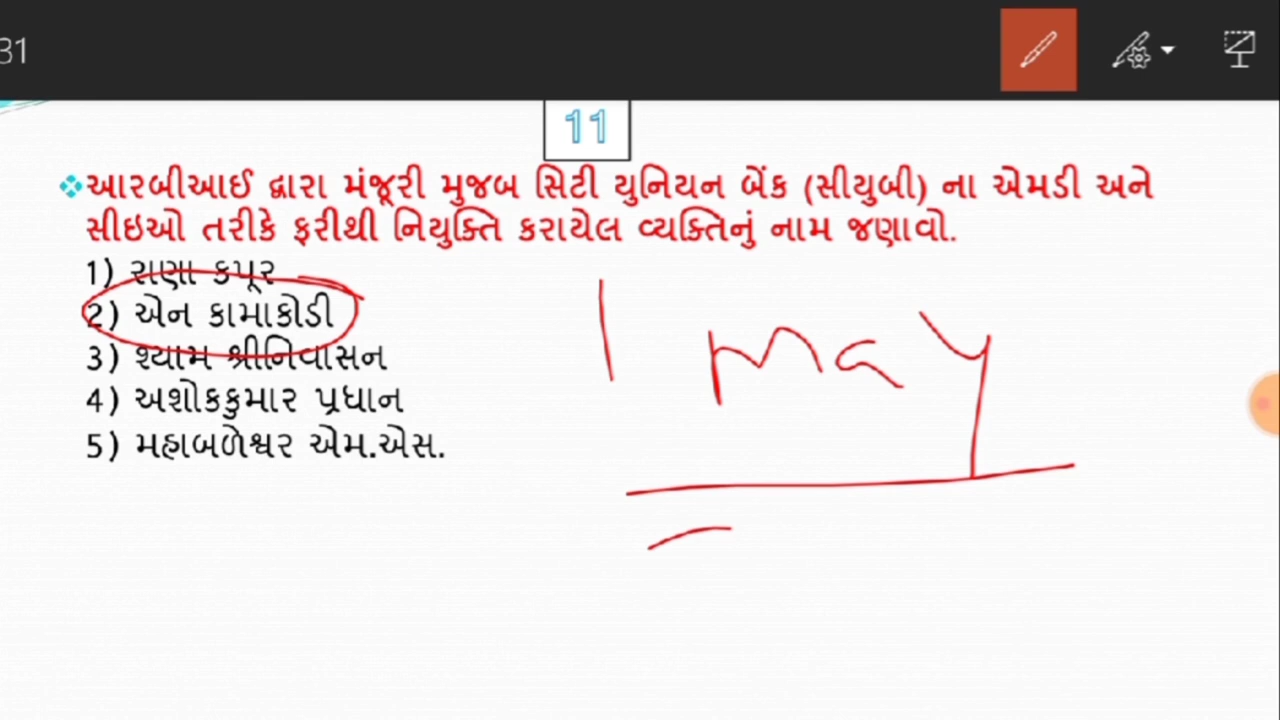 31
11
❖આરબીઆઈ દ્વારા મંજૂરી મુજબ સિટી યુનિયન બેંક (સીયુબી) ના એમડી અને
સીઇઓ તરીકે ફરીથી નિયુક્તિ કરાયેલ વ્યક્તિનું નામ જણાવો.
1) રાણા કપૂર
2) એન કામાકોડી
3) શ્યામ શ્રીનિવાસન
4) અશોકકુમાર પ્રધાન
5) મહાબળેશ્વર એમ.એસ.
1 may